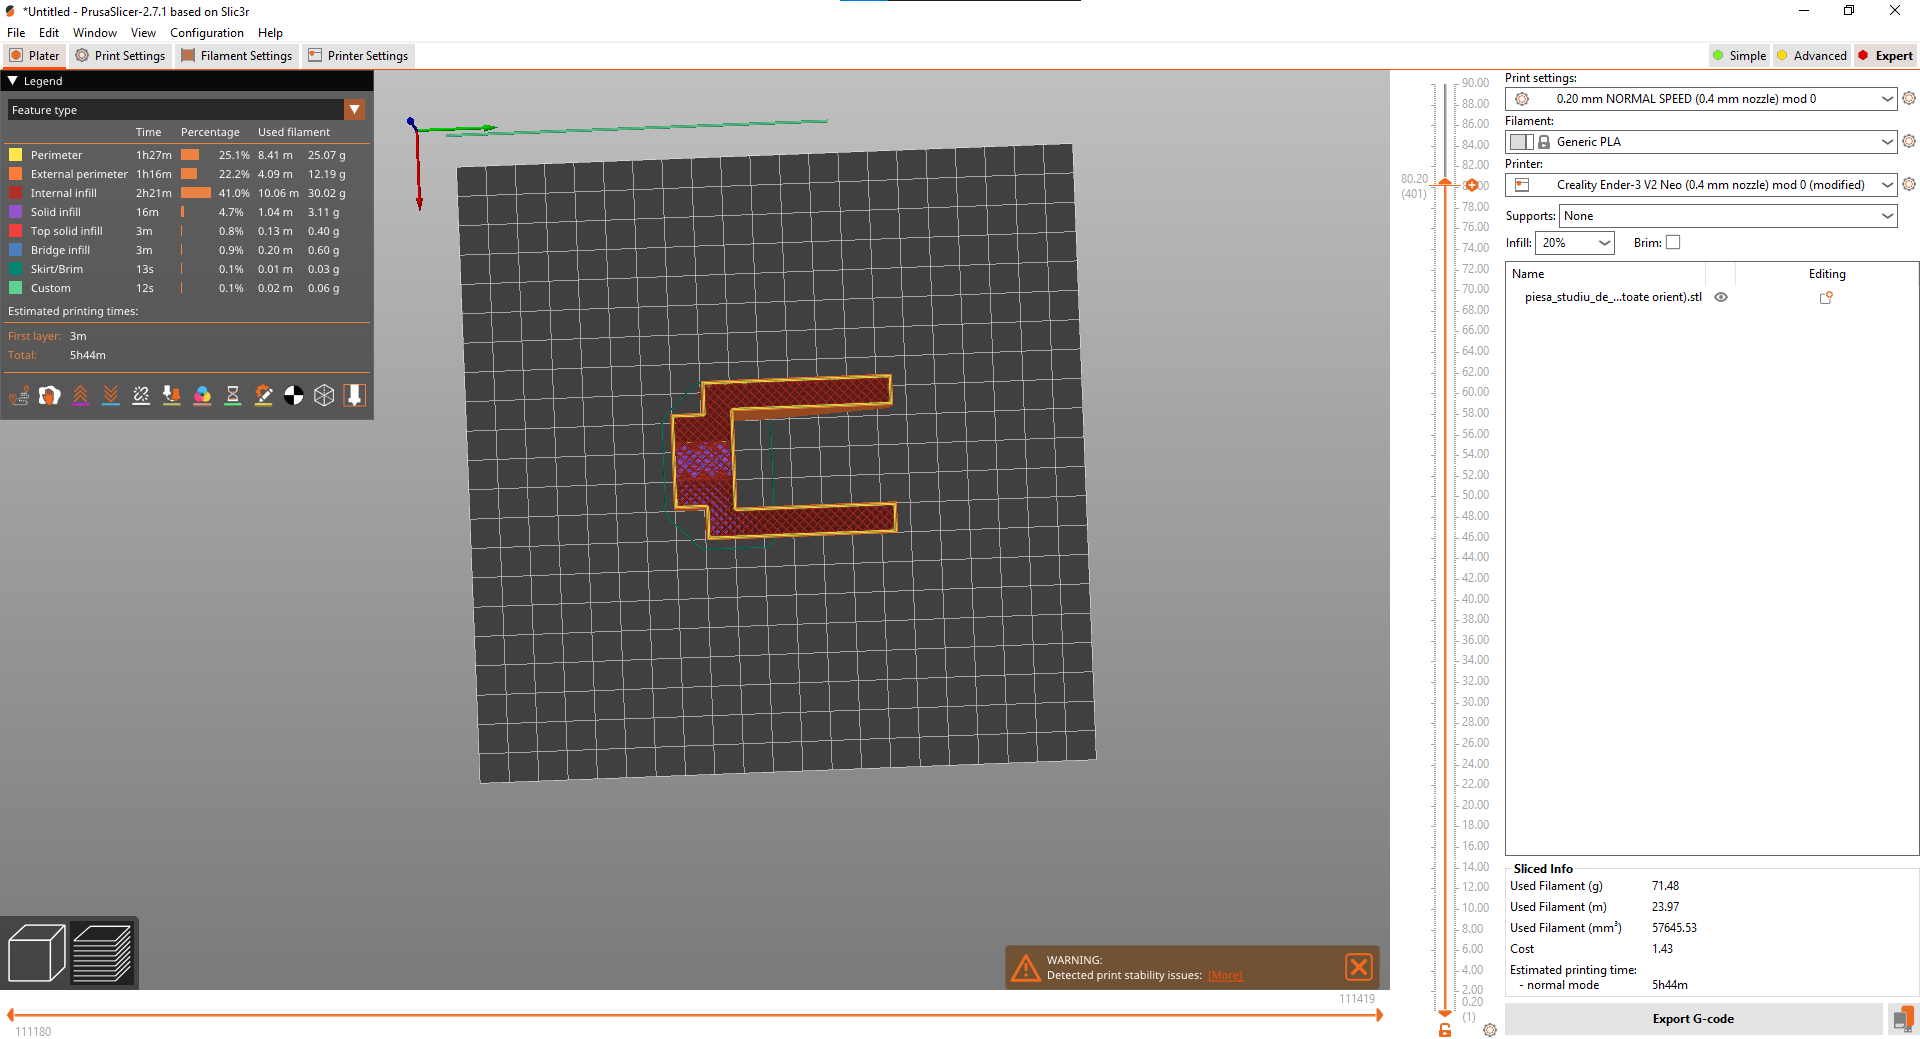 *Untitled - PrusaSlicer-2.7.1 based on Slic3r
File Edit Window View Configuration Help
Plater Print Settings Filament Settings Printer Settings Simple Advanced Expert
Legend
Feature type
Time Percentage Used filament
Perimeter 1h27m 25.1% 8.41 m 25.07 g
External perimeter 1h16m 22.2% 4.09 m 12.19 g
Internal infill 2h21m 41.0% 10.06 m 30.02 g
Solid infill 16m 4.7% 1.04 m 3.11 g
Top solid infill 3m 0.8% 0.13 m 0.40 g
Bridge infill 3m 0.9% 0.20 m 0.60 g
Skirt/Brim 13s 0.1% 0.01 m 0.03 g
Custom 12s 0.1% 0.02 m 0.06 g
Estimated printing times:
First layer: 3m
Total: 5h44m
WARNING:
Detected print stability issues: [More]
111419
111180
80.20
(401)
90.00
88.00
86.00
84.00
82.00
78.00
76.00
74.00
72.00
70.00
68.00
66.00
64.00
62.00
60.00
58.00
56.00
54.00
52.00
50.00
48.00
46.00
44.00
42.00
40.00
38.00
36.00
34.00
32.00
30.00
28.00
26.00
24.00
22.00
20.00
18.00
16.00
14.00
12.00
10.00
8.00
6.00
4.00
2.00
0.20
(1)
Print settings:
0.20 mm NORMAL SPEED (0.4 mm nozzle) mod 0
Filament:
Generic PLA
Printer:
Creality Ender-3 V2 Neo (0.4 mm nozzle) mod 0 (modified)
Supports: None
Infill: 20% Brim:
Name Editing
piesa_studiu_de_...toate orient).stl
Sliced Info
Used Filament (g) 71.48
Used Filament (m) 23.97
Used Filament (mm³) 57645.53
Cost 1.43
Estimated printing time:
- normal mode 5h44m
Export G-code